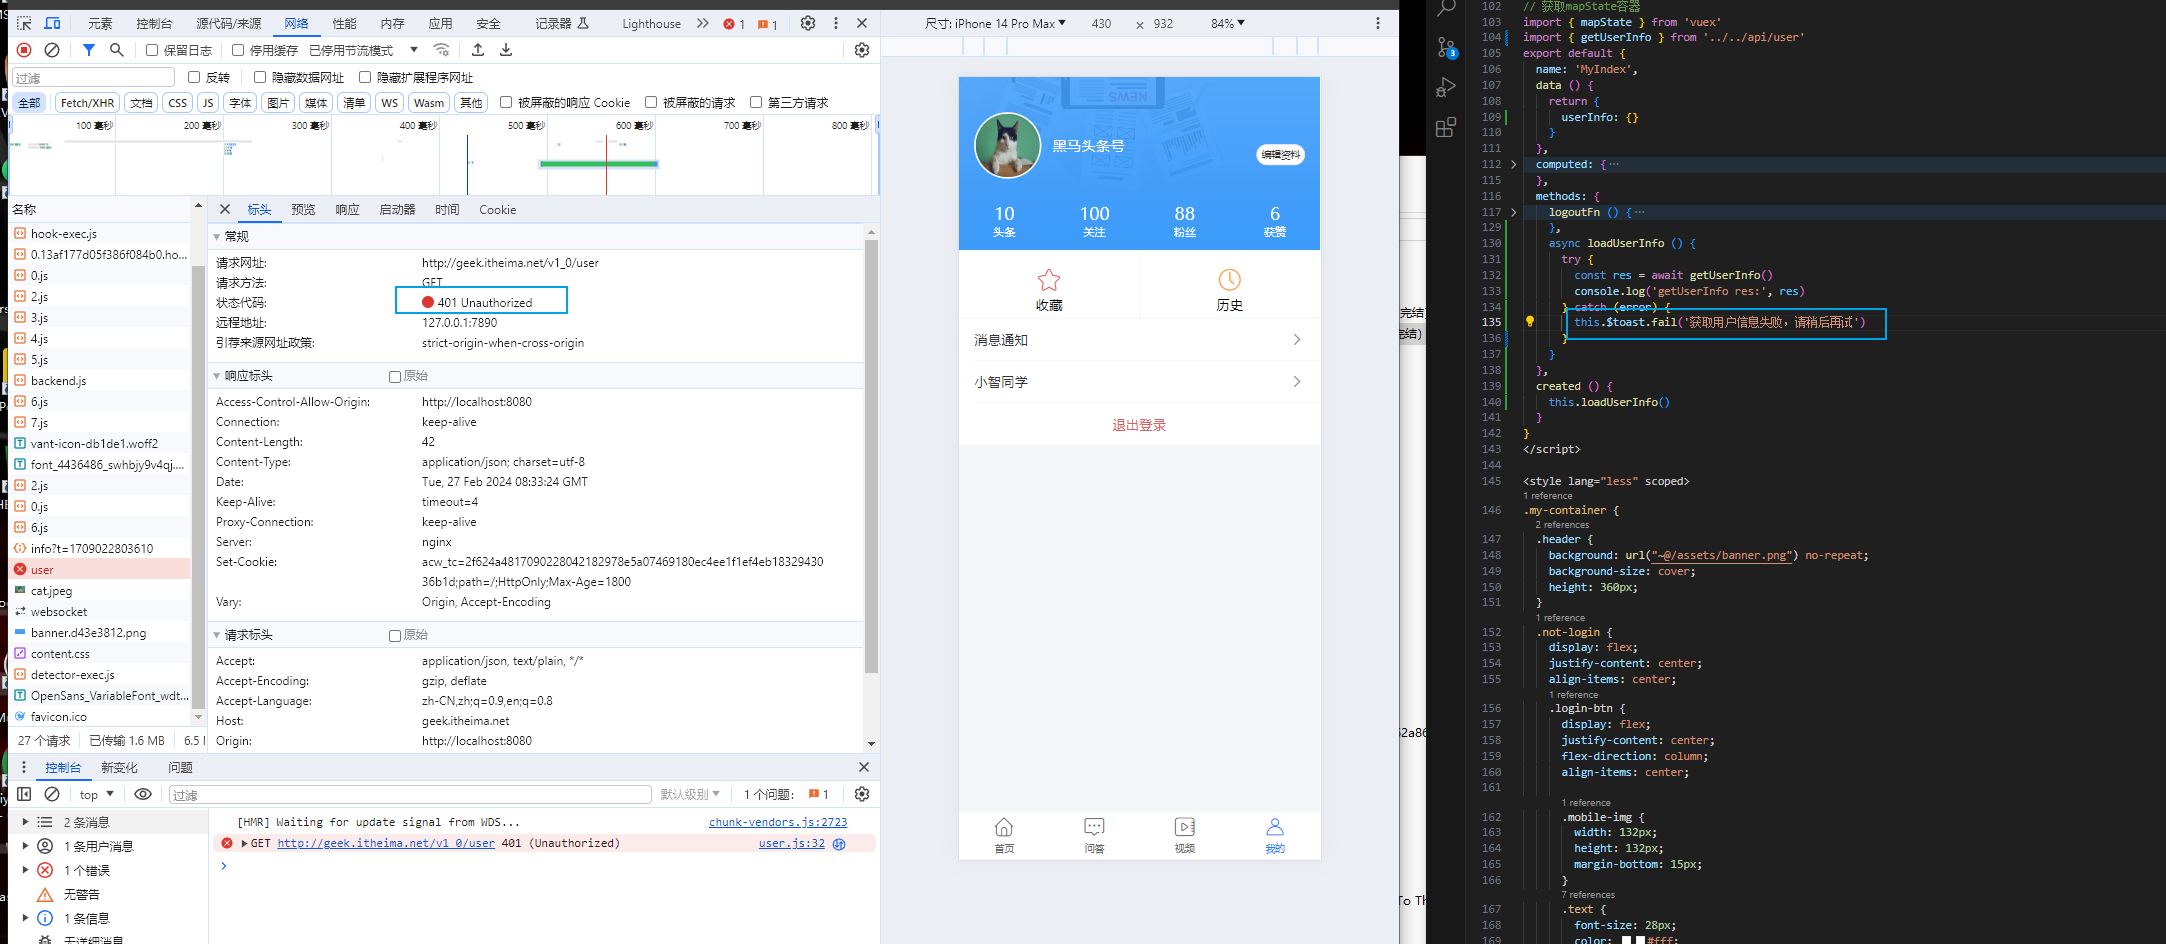 元素
控制台
源代码/来源
网络
性能
内存
应用
安全
记录器
Lighthouse
1
1
保留日志
停用缓存
已停用节流模式
过滤
反转
隐藏数据网址
隐藏扩展程序网址
全部
Fetch/XHR
文档
CSS
JS
字体
图片
媒体
清单
WS
Wasm
其他
被屏蔽的响应 Cookie
被屏蔽的请求
第三方请求
100 毫秒
200 毫秒
300 毫秒
400 毫秒
500 毫秒
600 毫秒
700 毫秒
800 毫秒
名称
hook-exec.js
0.13af177d05f386f084b0.ho...
0.js
2.js
3.js
4.js
5.js
backend.js
6.js
7.js
vant-icon-db1de1.woff2
font_4436486_swhbjy9v4qj....
2.js
0.js
6.js
info?t=1709022803610
user
cat.jpeg
websocket
banner.d43e3812.png
content.css
detector-exec.js
OpenSans_VariableFont_wdt...
favicon.ico
27 个请求
已传输 1.6 MB
6.5
标头
预览
响应
启动器
时间
Cookie
常规
请求网址:
http://geek.itheima.net/v1_0/user
请求方法:
GET
状态代码:
401 Unauthorized
远程地址:
127.0.0.1:7890
引荐来源网址政策:
strict-origin-when-cross-origin
响应标头
原始
Access-Control-Allow-Origin:
http://localhost:8080
Connection:
keep-alive
Content-Length:
42
Content-Type:
application/json; charset=utf-8
Date:
Tue, 27 Feb 2024 08:33:24 GMT
Keep-Alive:
timeout=4
Proxy-Connection:
keep-alive
Server:
nginx
Set-Cookie:
acw_tc=2f624a4817090228042182978e5a07469180ec4ee1f1ef4eb18329430
36b1d;path=/;HttpOnly;Max-Age=1800
Vary:
Origin, Accept-Encoding
请求标头
原始
Accept:
application/json, text/plain, */*
Accept-Encoding:
gzip, deflate
Accept-Language:
zh-CN,zh;q=0.9,en;q=0.8
Host:
geek.itheima.net
Origin:
http://localhost:8080
控制台
新变化
问题
top
过滤
默认级别
1 个问题:
1
2 条消息
1 条用户消息
1 个错误
无警告
1 条信息
无详细消息
[HMR] Waiting for update signal from WDS...
chunk-vendors.js:2723
GET http://geek.itheima.net/v1_0/user 401 (Unauthorized)
user.js:32
尺寸: iPhone 14 Pro Max
430
×
932
84%
NEWS
黑马头条号
编辑资料
10
头条
100
关注
88
粉丝
6
获赞
收藏
历史
消息通知
小智同学
退出登录
首页
问答
视频
我的
完结)
完结)
62a86
To Th
3
102 // 获取mapState容器
103 import { mapState } from 'vuex'
104 import { getUserInfo } from '../../api/user'
105 export default {
106 name: 'MyIndex',
107 data () {
108 return {
109 userInfo: {}
110 }
111 },
112 computed: {…
115 },
116 methods: {
117 logoutFn () {…
129 },
130 async loadUserInfo () {
131 try {
132 const res = await getUserInfo()
133 console.log('getUserInfo res:', res)
134 } catch (error) {
135 this.$toast.fail('获取用户信息失败，请稍后再试')
136 }
137 }
138 },
139 created () {
140 this.loadUserInfo()
141 }
142 }
143 </script>
144
145 <style lang="less" scoped>
1 reference
146 .my-container {
2 references
147 .header {
148 background: url("~@/assets/banner.png") no-repeat;
149 background-size: cover;
150 height: 360px;
151 }
1 reference
152 .not-login {
153 display: flex;
154 justify-content: center;
155 align-items: center;
1 reference
156 .login-btn {
157 display: flex;
158 justify-content: center;
159 flex-direction: column;
160 align-items: center;
161
1 reference
162 .mobile-img {
163 width: 132px;
164 height: 132px;
165 margin-bottom: 15px;
166 }
7 references
167 .text {
168 font-size: 28px;
169 color: #fff;